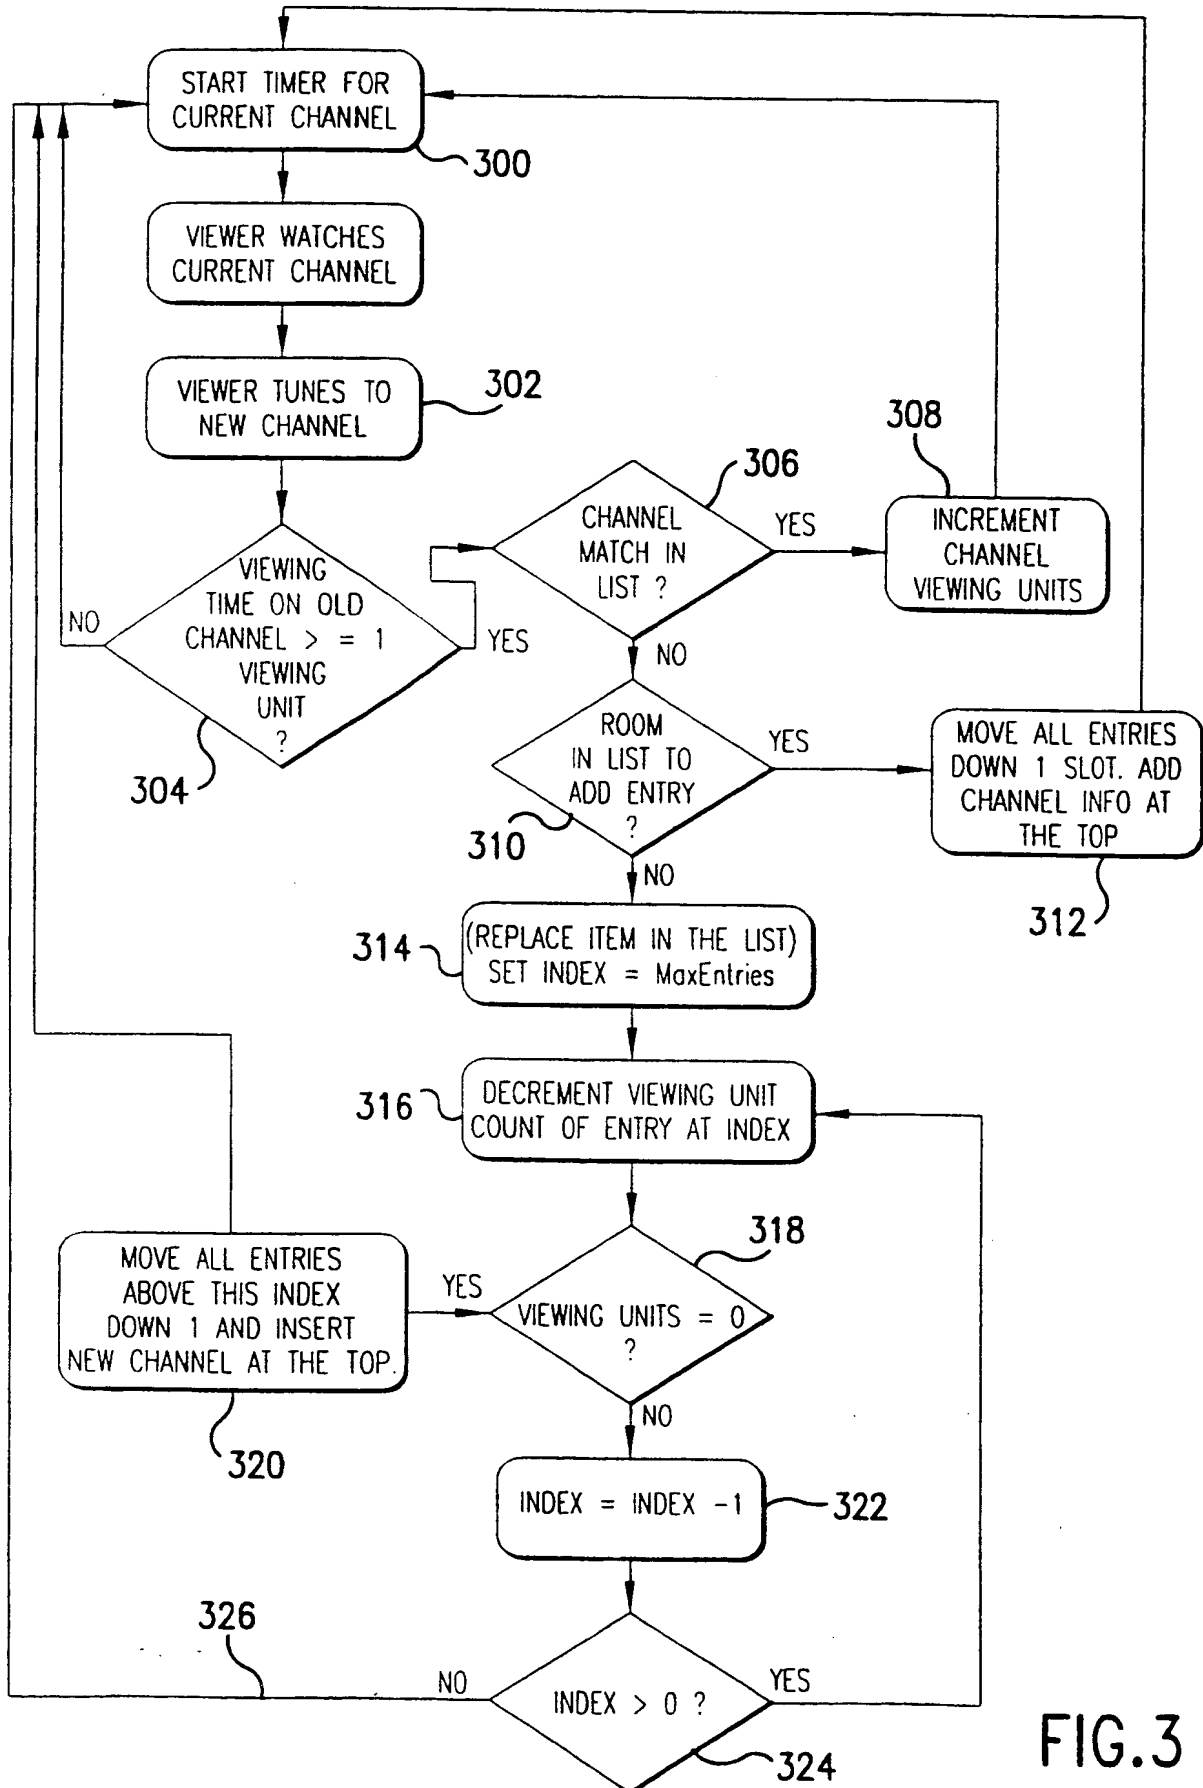 START TIMER FOR
CURRENT CHANNEL
300
VIEWER WATCHES
CURRENT CHANNEL
VIEWER TUNES TO
NEW CHANNEL
302
VIEWING
TIME ON OLD
CHANNEL > = 1
VIEWING
UNIT
?
NO
YES
304
CHANNEL
MATCH IN
LIST ?
306
YES
NO
308
INCREMENT
CHANNEL
VIEWING UNITS
ROOM
IN LIST TO
ADD ENTRY
?
310
YES
NO
MOVE ALL ENTRIES
DOWN 1 SLOT. ADD
CHANNEL INFO AT
THE TOP
312
314
(REPLACE ITEM IN THE LIST)
SET INDEX = MaxEntries
316
DECREMENT VIEWING UNIT
COUNT OF ENTRY AT INDEX
318
VIEWING UNITS = 0
?
YES
NO
MOVE ALL ENTRIES
ABOVE THIS INDEX
DOWN 1 AND INSERT
NEW CHANNEL AT THE TOP.
320
INDEX = INDEX -1
322
326
NO
INDEX > 0 ?
YES
324
FIG.3